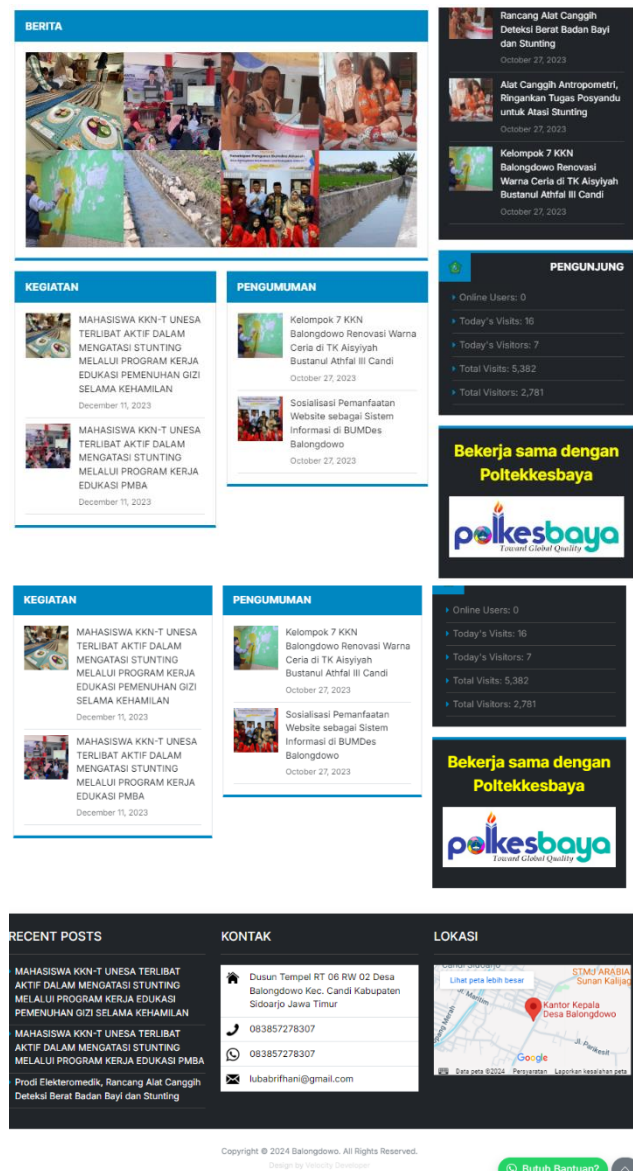 BERITA
KEGIATAN
MAHASISWA KKN-T UNESA
TERLIBAT AKTIF DALAM
MENGATASI STUNTING
MELALUI PROGRAM KERJA
EDUKASI PEMENUHAN GIZI
SELAMA KEHAMILAN
December 11, 2023
MAHASISWA KKN-T UNESA
TERLIBAT AKTIF DALAM
MENGATASI STUNTING
MELALUI PROGRAM KERJA
EDUKASI PMBA
December 11, 2023
PENGUMUMAN
Kelompok 7 KKN
Balongdowo Renovasi Warna
Ceria di TK Aisyiyah
Bustanul Athfal III Candi
October 27, 2023
Sosialisasi Pemanfaatan
Website sebagai Sistem
Informasi di BUMDes
Balongdowo
October 27, 2023
Rancang Alat Canggih
Deteksi Berat Badan Bayi
dan Stunting
October 27, 2023
Alat Canggih Antropometri,
Ringankan Tugas Posyandu
untuk Atasi Stunting
October 27, 2023
Kelompok 7 KKN
Balongdowo Renovasi
Warna Ceria di TK Aisyiyah
Bustanul Athfal III Candi
October 27, 2023
PENGUNJUNG
Online Users: 0
Today's Visits: 16
Today's Visitors: 7
Total Visits: 5,382
Total Visitors: 2,781
Bekerja sama dengan
Poltekkesbaya
polkesbaya
Toward Global Quality
KEGIATAN
MAHASISWA KKN-T UNESA
TERLIBAT AKTIF DALAM
MENGATASI STUNTING
MELALUI PROGRAM KERJA
EDUKASI PEMENUHAN GIZI
SELAMA KEHAMILAN
December 11, 2023
MAHASISWA KKN-T UNESA
TERLIBAT AKTIF DALAM
MENGATASI STUNTING
MELALUI PROGRAM KERJA
EDUKASI PMBA
December 11, 2023
PENGUMUMAN
Kelompok 7 KKN
Balongdowo Renovasi Warna
Ceria di TK Aisyiyah
Bustanul Athfal III Candi
October 27, 2023
Sosialisasi Pemanfaatan
Website sebagai Sistem
Informasi di BUMDes
Balongdowo
October 27, 2023
Online Users: 0
Today's Visits: 16
Today's Visitors: 7
Total Visits: 5,382
Total Visitors: 2,781
Bekerja sama dengan
Poltekkesbaya
polkesbaya
Toward Global Quality
RECENT POSTS
MAHASISWA KKN-T UNESA TERLIBAT
AKTIF DALAM MENGATASI STUNTING
MELALUI PROGRAM KERJA EDUKASI
PEMENUHAN GIZI SELAMA KEHAMILAN
MAHASISWA KKN-T UNESA TERLIBAT
AKTIF DALAM MENGATASI STUNTING
MELALUI PROGRAM KERJA EDUKASI PMBA
Prodi Elekteromedik, Rancang Alat Canggih
Deteksi Berat Badan Bayi dan Stunting
KONTAK
Dusun Tempel RT 06 RW 02 Desa
Balongdowo Kec. Candi Kabupaten
Sidoarjo Jawa Timur
083857278307
083857278307
lubabrifhani@gmail.com
LOKASI
Candi Sidoarjo
STMJ ARABIA
Sunan Kalijag
Lihat peta lebih besar
Jl. Maritim
Kantor Kepala
Desa Balongdowo
Jl. Parikesit
Google
Data peta ©2024 Persyaratan Laporkan kesalahan peta
Copyright © 2024 Balongdowo. All Rights Reserved.
Design by Velocity Developer
Butuh Bantuan?